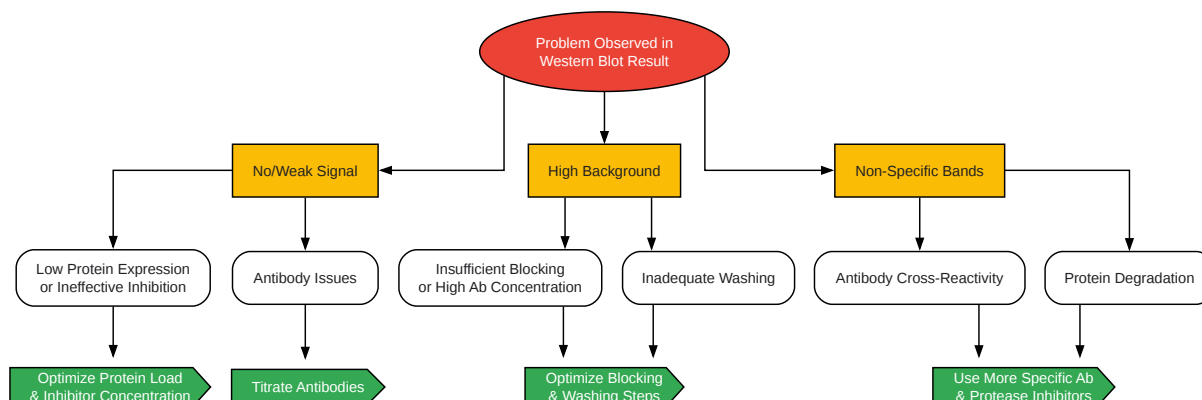 Problem Observed in
Western Blot Result
No/Weak Signal
High Background
Non-Specific Bands
Low Protein Expression
or Ineffective Inhibition
Antibody Issues
Insufficient Blocking
or High Ab Concentration
Inadequate Washing
Antibody Cross-Reactivity
Protein Degradation
Optimize Protein Load
& Inhibitor Concentration
Titrate Antibodies
Optimize Blocking
& Washing Steps
Use More Specific Ab
& Protease Inhibitors